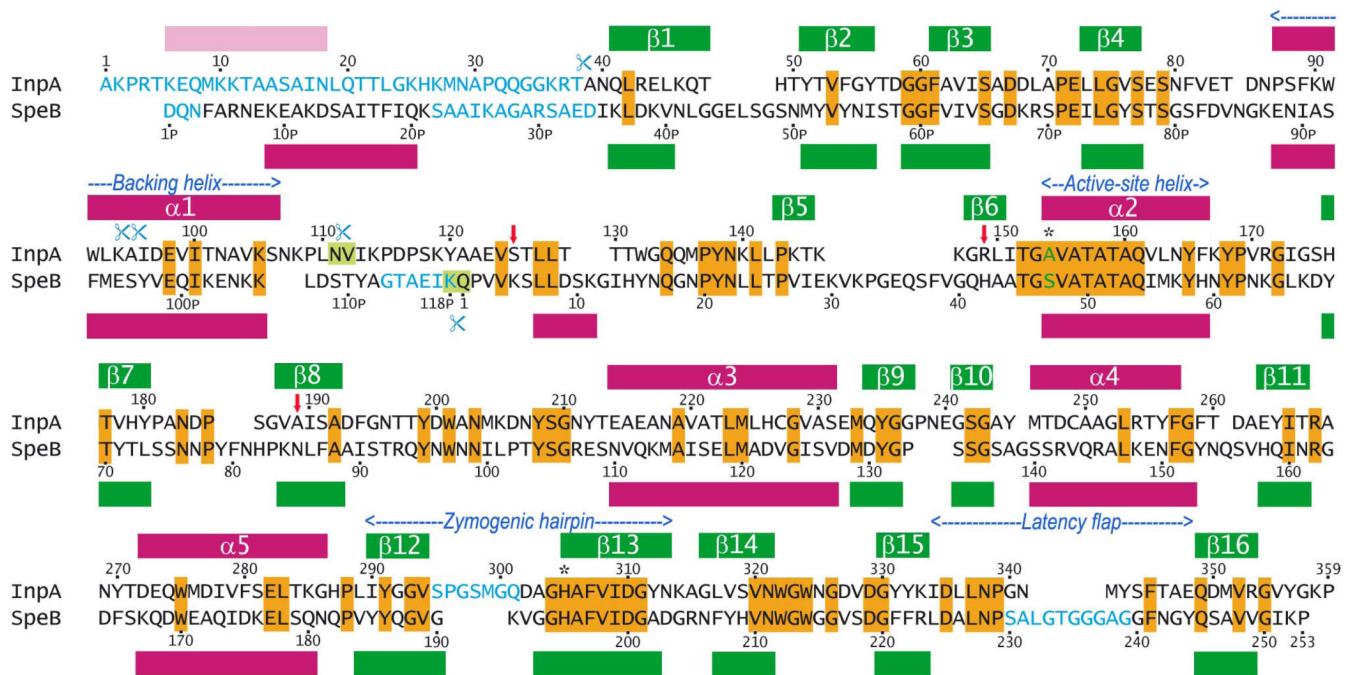 β1 β2 β3 β4
1 10 20 30 40 50 60 70 80 90
InpA AKPRTKEQMKKTAASAINLQTTLGKHKMNAPQQGGKRTANQLRELKQT HTYTVFGYTDGGFAVISADDLAPELLGVSESNFVET DNPSFKW
SpeB DQNFARNEKEAKDSAITFIQKSAAIKAGARSAEDIKLDKVNLGGELSGSNMYVYNISTGGFVIVSGDKRSPEILGYSTSGSFDVNGKENIAS
1P 10P 20P 30P 40P 50P 60P 70P 80P 90P
<----------
----Backing helix-------> <--Active-site helix->
α1 β5 β6 α2
100 110 120 130 140 150 * 160 170
InpA WLKAIDEVITNAVKSNKPLNVIKPDPSKYAAEVSTLLT TTWGQQMPYNKLLPKTK KGRLITGAVATATAQVLNYFKYPVRGIGSH
SpeB FMESYVEQIKENKK LDSTYAGTAEIKQPVVKSLLDSKGIHYNQGNPYNLLTPVIEKVKPGEQSFVGQHAATGSVATATAQIMKYHNYPNKGLKDY
100P 110P 118P 1 10 20 30 40 50 60
β7 β8 α3 β9 β10 α4 β11
180 190 200 210 220 230 240 250 260
InpA TVHYPANDP SGVAISADFGNTTYDWANMKDNYSGNYTEAEANAVATLMLHCGVASEMQYGGPNEGSGAY MTDCAAGLRTYFGFT DAEYITRA
SpeB TYTLSSNNPYFNHPKNLFAAISTRQYNWNNILPTYSGRESNVQKMAISELMADVGISVDMDYGP SSGSAGSSRVQRALKENFGYNQSVHQINRG
70 80 90 100 110 120 130 140 150 160
<-----------Zymogenic hairpin-----------> <-----------Latency flap----------->
α5 β12 β13 β14 β15 β16
270 280 290 300 * 310 320 330 340 350 359
InpA NYTDEQWMDIVFSELTKGHPLIYGGVSPGSMGQDAGHAFVIDGYNKAGLVSVNWGWNGDVDGYYKIDLLNPGN MYSFTAEQDMVRGVYGKP
SpeB DFSKQDWEAQIDKELSQNQPVYYQGVG KVGGHAFVIDGADGRNFYHVNWGWGGVSDGFFRLDALNPSALGTGGGAGGFNGYQSAVVGIKP
170 180 190 200 210 220 230 240 250 253